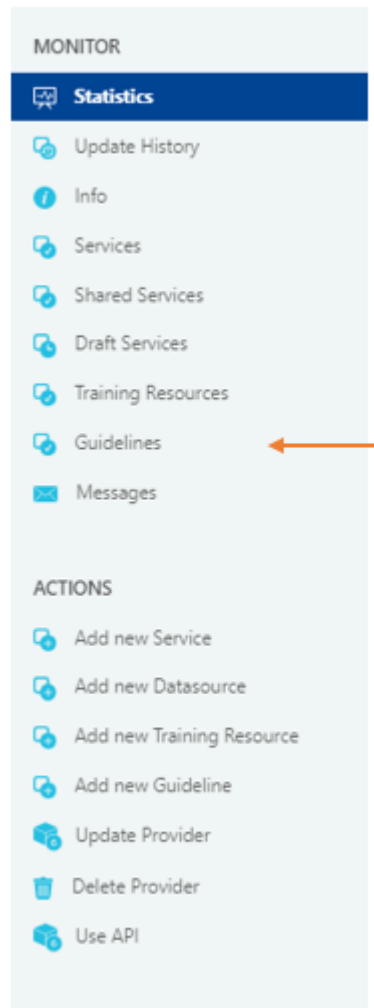 MONITOR
Statistics
Update History
Info
Services
Shared Services
Draft Services
Training Resources
Guidelines
Messages
ACTIONS
Add new Service
Add new Datasource
Add new Training Resource
Add new Guideline
Update Provider
Delete Provider
Use API